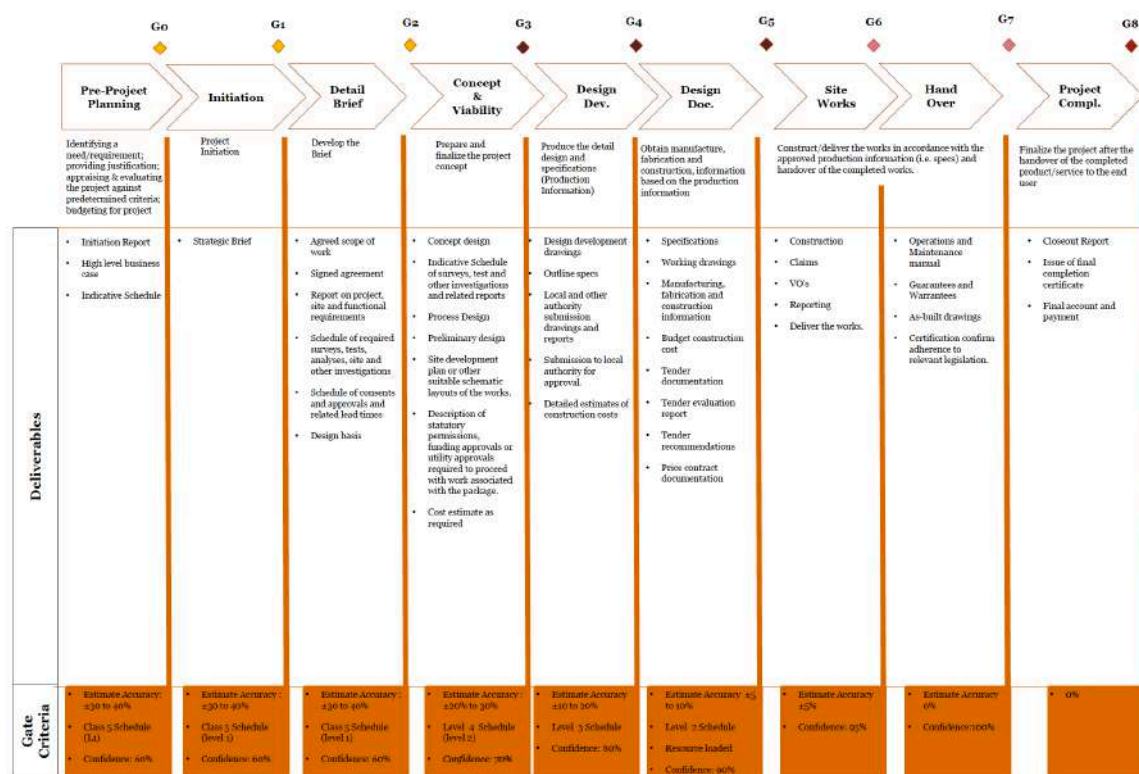 G0
G1
G2
G3
G4
G5
G6
G7
G8
Pre-Project
Planning
Initiation
Detail
Brief
Concept
&
Viability
Design
Dev.
Design
Doc.
Site
Works
Hand
Over
Project
Compl.
Identifying a
need/requirement;
providing justification;
appraising & evaluating
the project against
predetermined criteria;
budgeting for project
Project
Initiation
Develop the
Brief
Prepare and
finalize the project
concept
Produce the detail
design and
specifications
(Production
Information)
Obtain manufacture,
fabrication and
construction, information
based on the production
information
Construct/deliver the works in accordance with the
approved production information (i.e. specs) and
handover of the completed works.
Finalize the project after the
handover of the completed
product/service to the end
user
Deliverables
• Initiation Report
• High level business
case
• Indicative Schedule
• Strategic Brief
• Agreed scope of
work
• Signed agreement
• Report on project,
site and functional
requirements
• Schedule of required
surveys, tests,
analyses, site and
other investigations
• Schedule of consents
and approvals and
related lead times
• Design basis
• Concept design
• Indicative Schedule
of surveys, test and
other investigations
and related reports
• Process Design
• Preliminary design
• Site development
plan or other
suitable schematic
layouts of the works.
• Description of
statutory
permissions,
funding approvals or
utility approvals
required to proceed
with work associated
with the package.
• Cost estimate as
required
• Design development
drawings
• Outline specs
• Local and other
authority
submission
drawings and
reports
• Submission to local
authority for
approval
• Detailed estimates of
construction costs
• Specifications
• Working drawings
• Manufacturing,
fabrication and
construction
information
• Budget construction
cost
• Tender
documentation
• Tender evaluation
report
• Tender
recommendations
• Price contract
documentation
• Construction
• Claims
• VO's
• Reporting
• Deliver the works.
• Operations and
Maintenance
manual
• Guarantees and
Warrantees
• As-built drawings
• Certification confirm
adherence to
relevant legislation.
• Closeout Report
• Issue of final
completion
certificate
• Final account and
payment
Gate
Criteria
• Estimate Accuracy:
±30 to 40%
• Class 5 Schedule
(L1)
• Confidence: 60%
• Estimate Accuracy :
±30 to 40%
• Class 5 Schedule
(level 1)
• Confidence: 60%
• Estimate Accuracy :
±30 to 40%
• Class 5 Schedule
(level 1)
• Confidence: 60%
• Estimate Accuracy :
±20% to 30%
• Level 4 Schedule
(level 2)
• Confidence: 70%
• Estimate Accuracy :
±10 to 20%
• Level 3 Schedule
• Confidence: 80%
• Estimate Accuracy ±5
to 10%
• Level 2 Schedule
• Resource loaded
• Confidence: 90%
• Estimate Accuracy
±5%
• Confidence: 95%
• Estimate Accuracy
0%
• Confidence:100%
• 0%